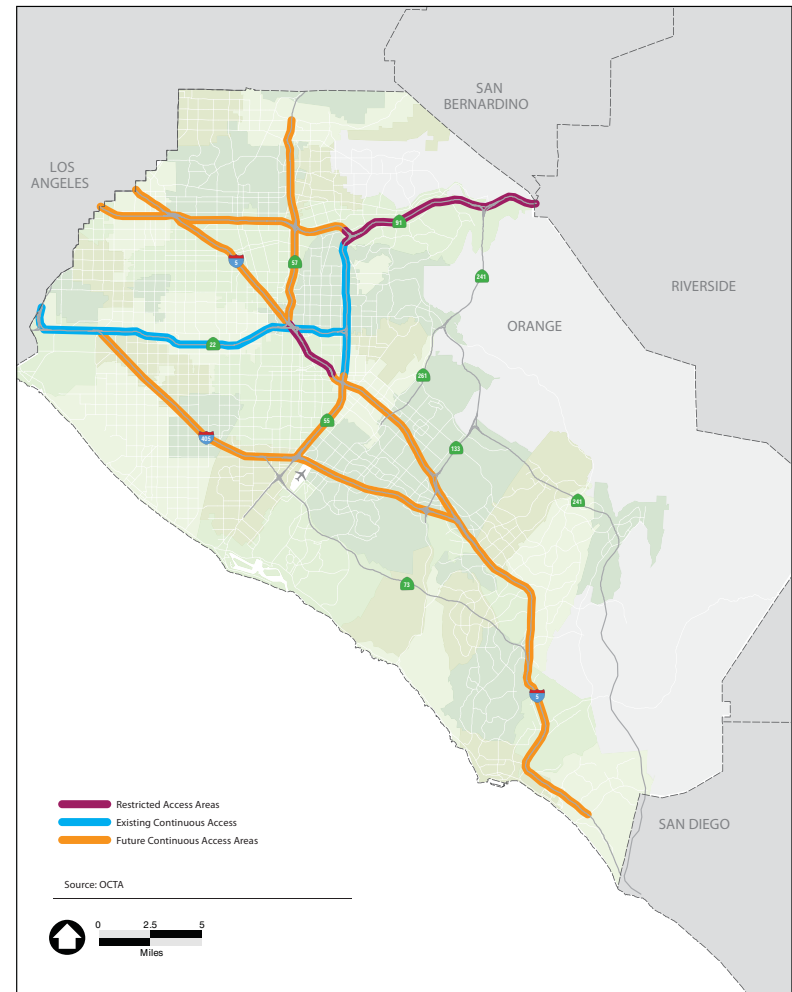 SAN
BERNARDINO
LOS
ANGELES
91
5
57
241
RIVERSIDE
ORANGE
22
261
55
405
133
241
73
5
Restricted Access Areas
Existing Continuous Access
Future Continuous Access Areas
SAN DIEGO
Source: OCTA
0 2.5 5
Miles